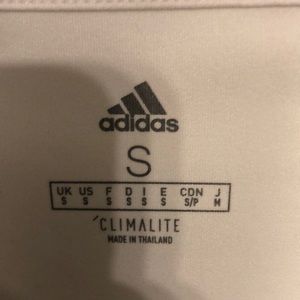 adidas
S
UK US F D I E CDN J
S S S S S S S/P M
CLIMALITE
MADE IN THAILAND